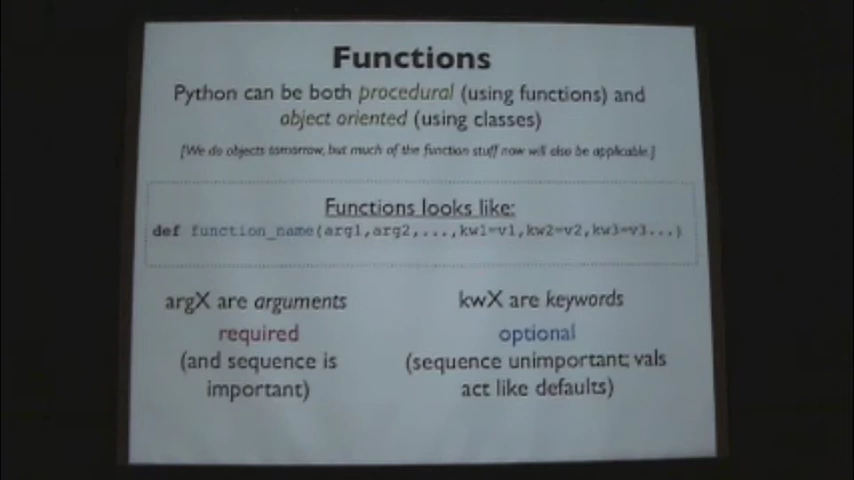 Functions
Python can be both procedural (using functions) and
object oriented (using classes)
[We do objects tomorrow, but much of the function stuff now will also be applicable.]
Functions looks like:
def function_name(arg1,arg2,...,kw1=v1,kw2=v2,kw3=v3...)
argX are arguments
required
(and sequence is
important)
kwX are keywords
optional
(sequence unimportant; vals
act like defaults)